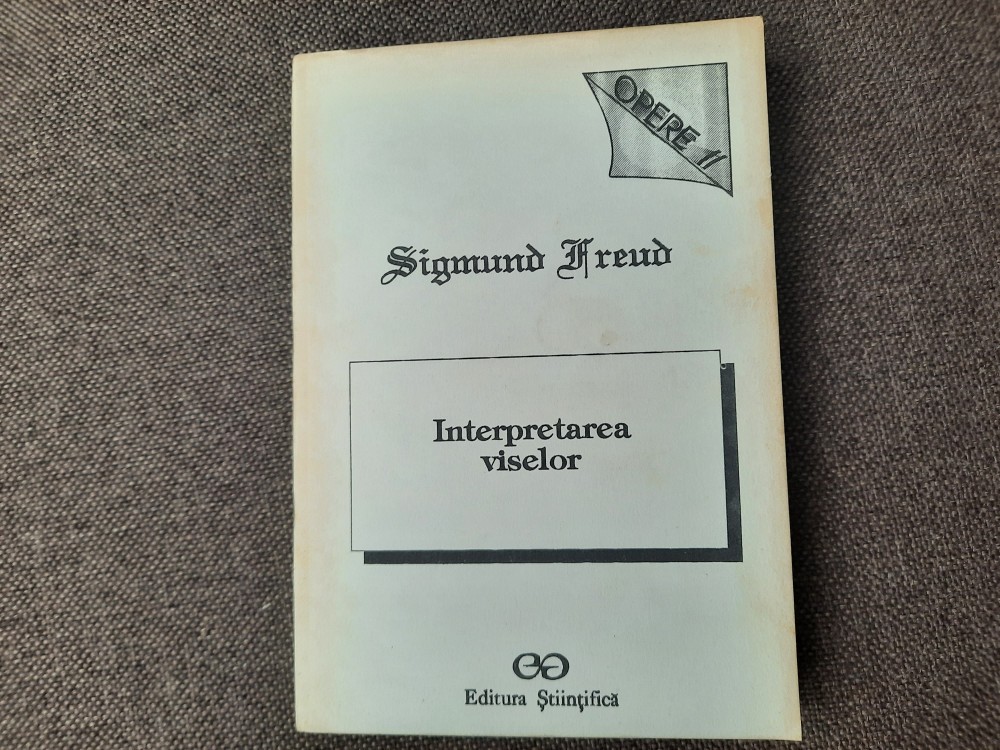 OPERE II
Sigmund Freud
Interpretarea
viselor
Editura Științifică